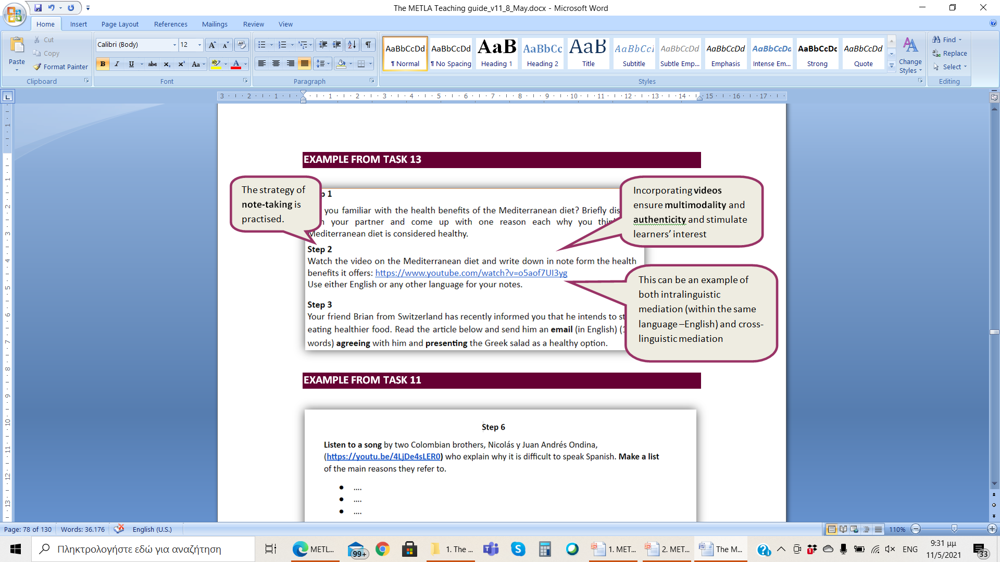 The METLA Teaching guide_v11_8_May.docx - Microsoft Word
Home Insert Page Layout References Mailings Review View
Paste
Cut
Copy
Format Painter
Clipboard
Calibri (Body) 12
B I U abc x₂ x² Aa
Font
Paragraph
AaBbCcDd AaBbCcDd AaB AaBbCc AaB AaBbCcI AaBbCcDd AaBbCcDd AaBbCcDd AaBbCcDc AaBbCcDd
¶ Normal ¶ No Spacing Heading 1 Heading 2 Title Subtitle Subtle Emp... Emphasis Intense Em... Strong Quote
Styles
Change
Styles
Find
Replace
Select
Editing
3 2 1 1 2 3 4 5 6 7 8 9 10 11 12 13 14 15 16 17
EXAMPLE FROM TASK 13
The strategy of
note-taking is
practised.
Incorporating videos
ensure multimodality and
authenticity and stimulate
learners’ interest
p 1
you familiar with the health benefits of the Mediterranean diet? Briefly dis
your partner and come up with one reason each why you thi
Mediterranean diet is considered healthy.
Step 2
Watch the video on the Mediterranean diet and write down in note form the health
benefits it offers: https://www.youtube.com/watch?v=o5aof7UI3yg
Use either English or any other language for your notes.
This can be an example of
both intralinguistic
mediation (within the same
language –English) and cross-
linguistic mediation
Step 3
Your friend Brian from Switzerland has recently informed you that he intends to st
eating healthier food. Read the article below and send him an email (in English) (1
words) agreeing with him and presenting the Greek salad as a healthy option.
EXAMPLE FROM TASK 11
Step 6
Listen to a song by two Colombian brothers, Nicolás y Juan Andrés Ondina,
(https://youtu.be/4LjDe4sLER0) who explain why it is difficult to speak Spanish. Make a list
of the main reasons they refer to.
● ....
● ....
● ....
Page: 78 of 130 Words: 36.176 English (U.S.) 110%
Πληκτρολογήστε εδώ για αναζήτηση
METL... 99+ 1. The ... 1. MET... 2. MET... The M... ENG
9:31 μμ
11/5/2021
33